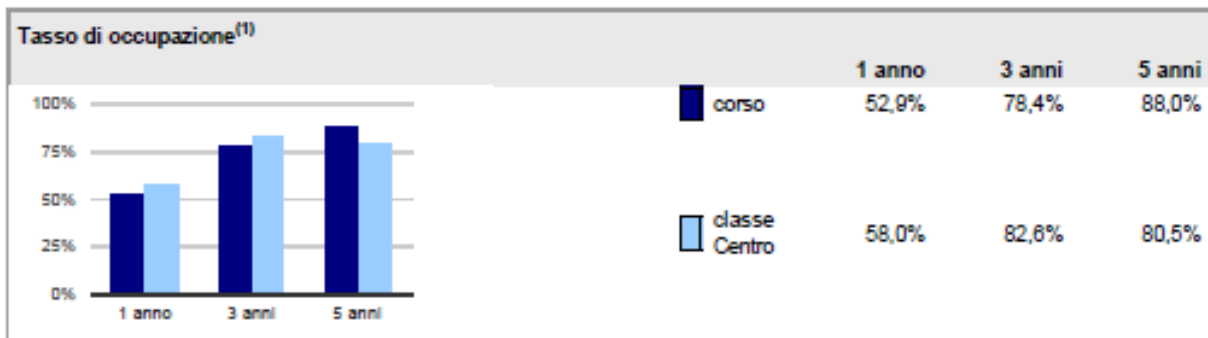 Tasso di occupazione(1)
1 anno 3 anni 5 anni
100%
75%
50%
25%
0%
1 anno 3 anni 5 anni
corso 52,9% 78,4% 88,0%
classe
Centro 58,0% 82,6% 80,5%